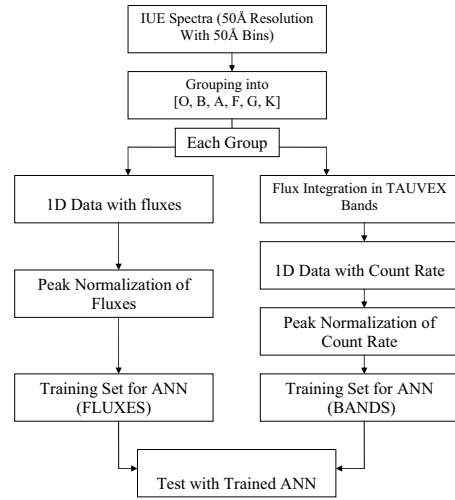 IUE Spectra (50Å Resolution
With 50Å Bins)
Grouping into
[O, B, A, F, G, K]
Each Group
1D Data with fluxes
Flux Integration in TAUVEX
Bands
1D Data with Count Rate
Peak Normalization of
Fluxes
Peak Normalization of
Count Rate
Training Set for ANN
(FLUXES)
Training Set for ANN
(BANDS)
Test with Trained ANN